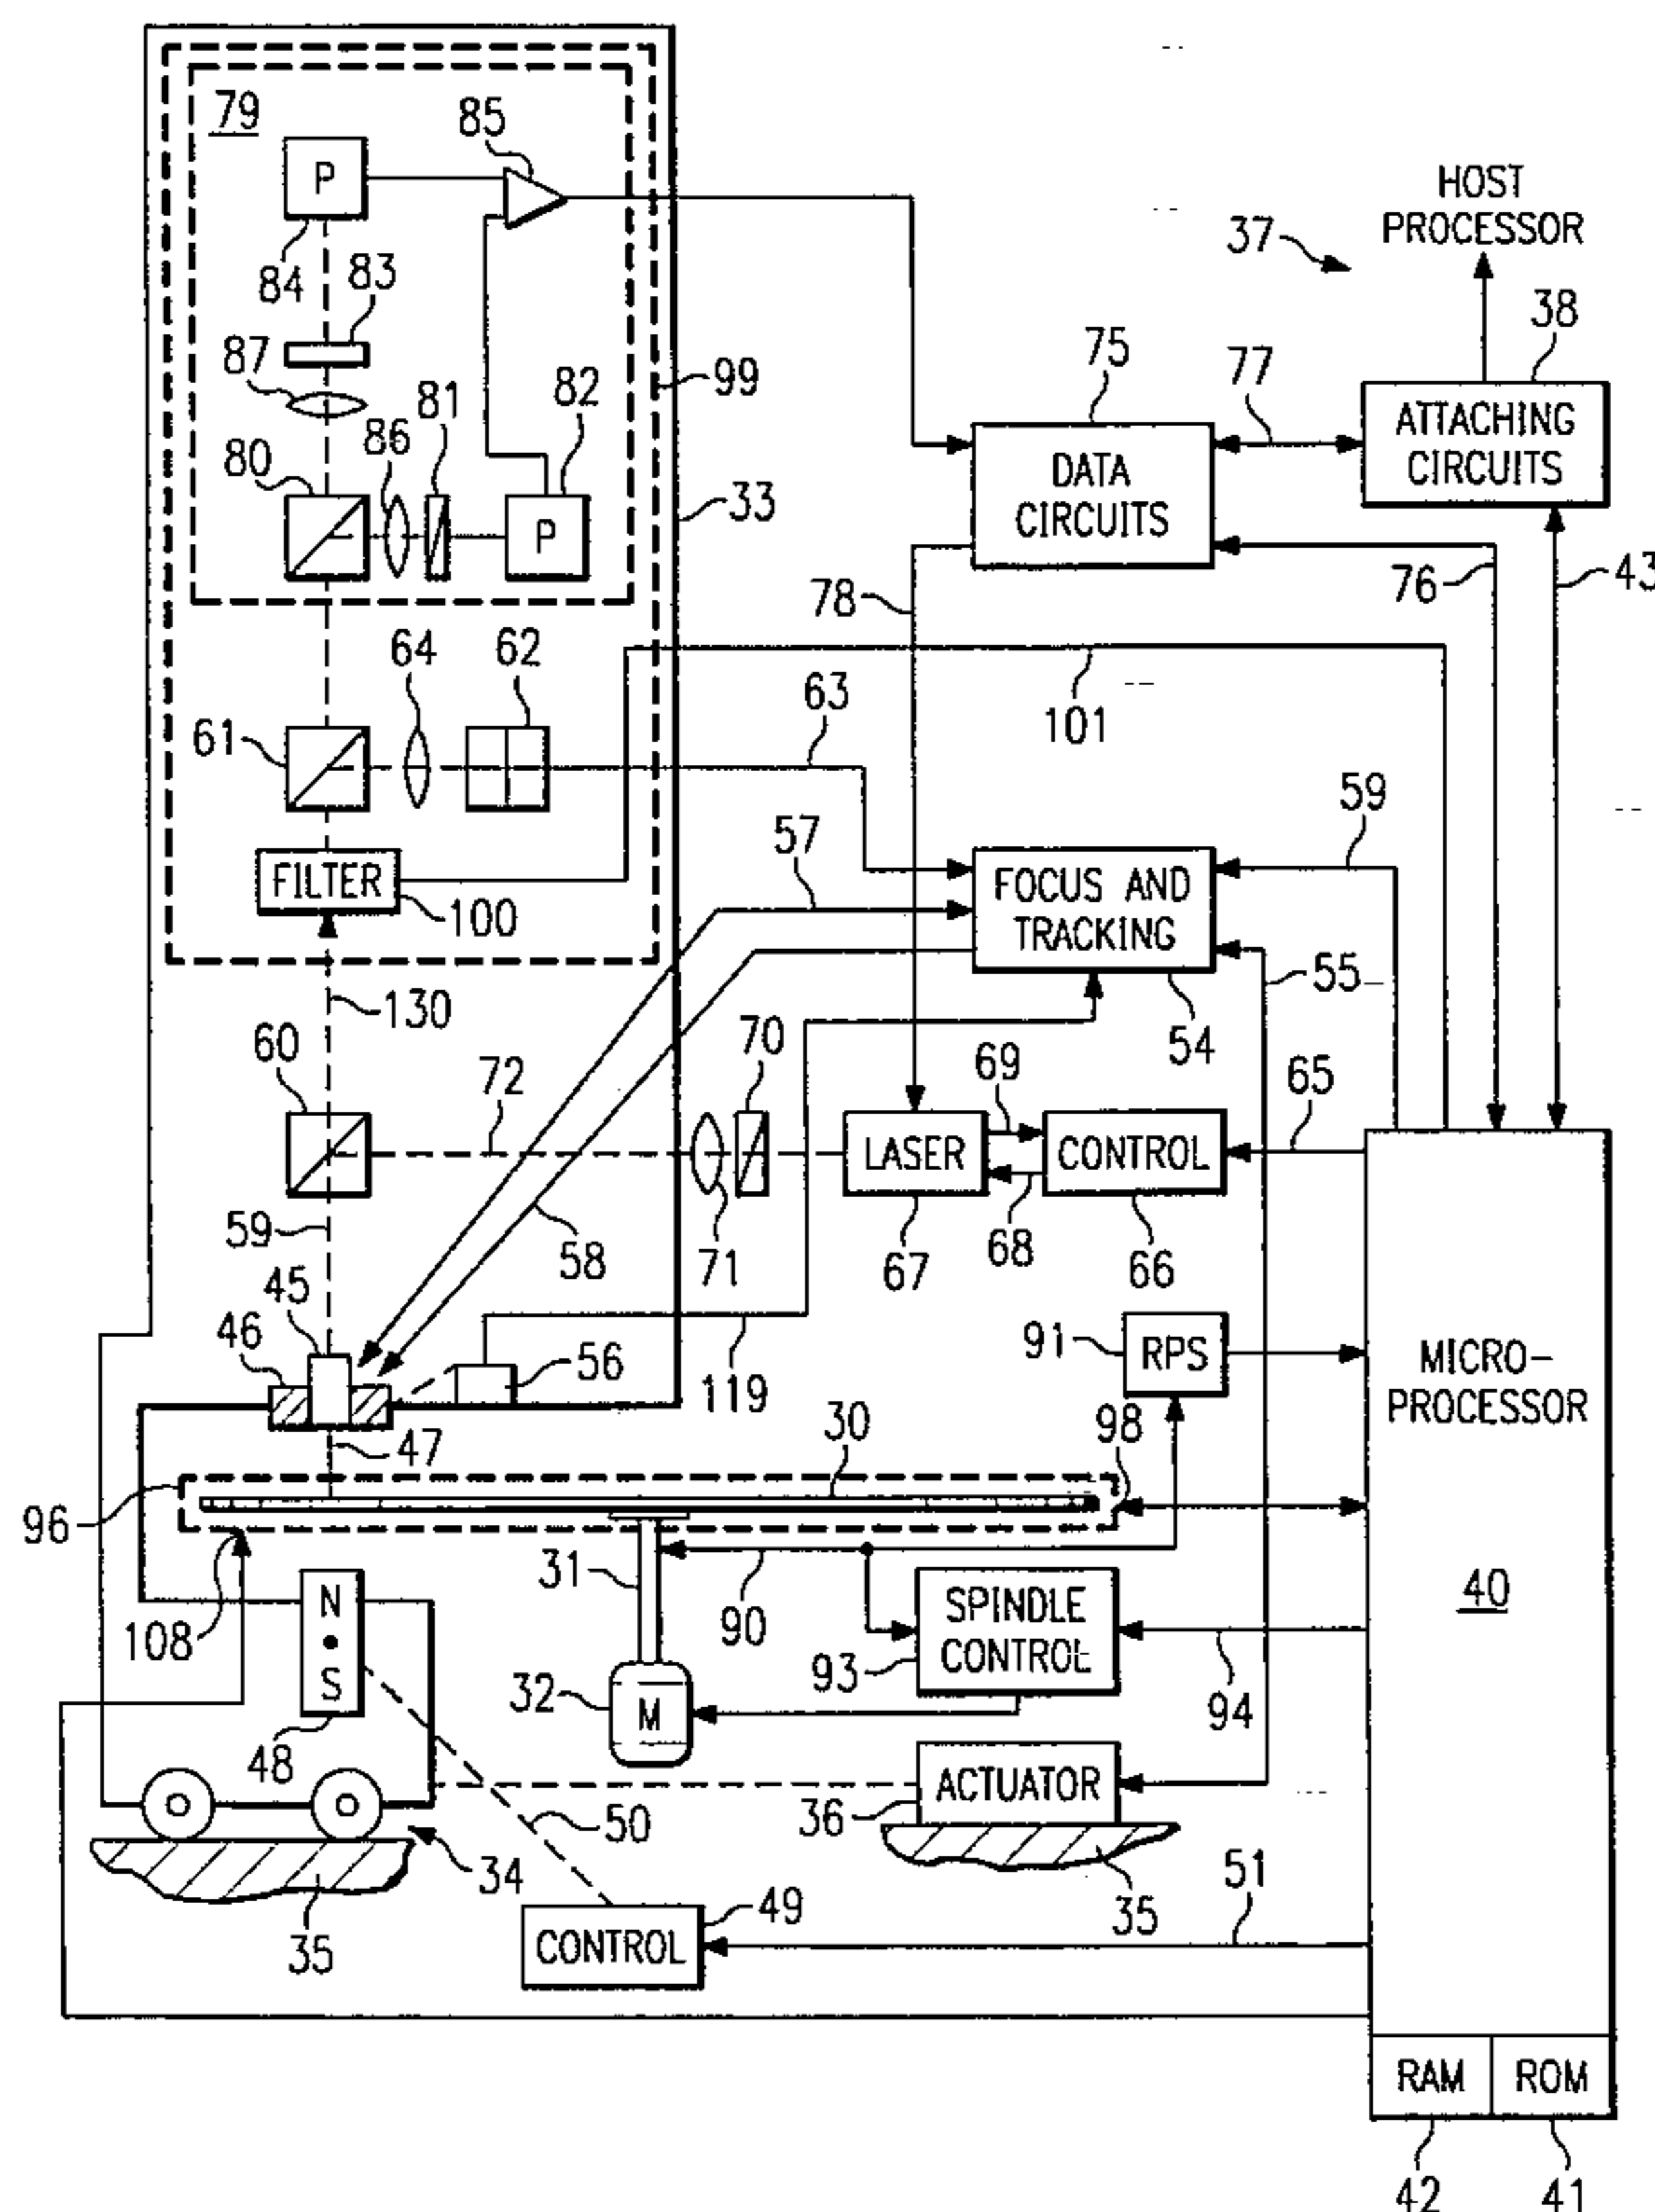 79
85
P
HOST
PROCESSOR
37
84
83
38
75
77
87
99
82
81
ATTACHING
CIRCUITS
86
80
DATA
CIRCUITS
33
P
78
76
43
64
62
63
101
61
59
57
FILTER
FOCUS AND
TRACKING
100
55
130
54
60
70
72
69
65
LASER
CONTROL
59
58
71
68
67
66
45
46
56
91
RPS
MICRO-
PROCESSOR
119
47
30
98
96
40
31
N
S
SPINDLE
CONTROL
108
90
93
32
M
94
48
ACTUATOR
36
50
34
51
35
49
35
CONTROL
RAM
ROM
42
41